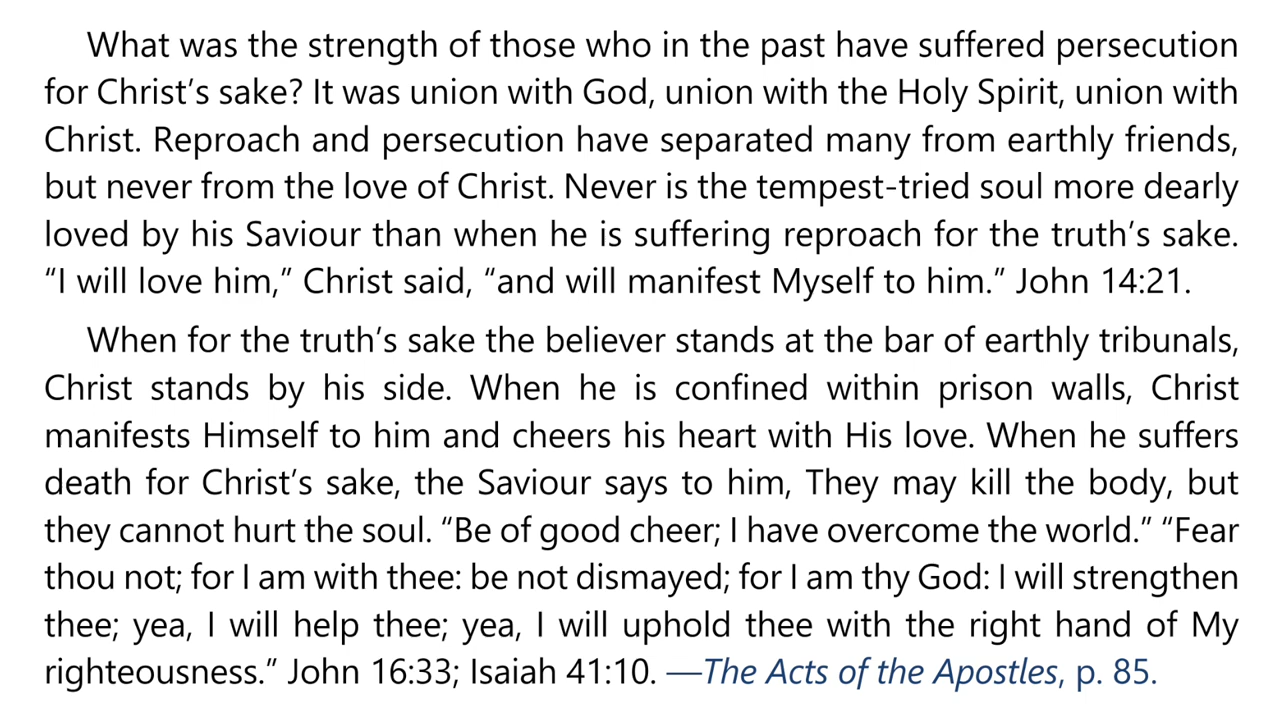 What was the strength of those who in the past have suffered persecution
for Christ’s sake? It was union with God, union with the Holy Spirit, union with
Christ. Reproach and persecution have separated many from earthly friends,
but never from the love of Christ. Never is the tempest-tried soul more dearly
loved by his Saviour than when he is suffering reproach for the truth’s sake.
“I will love him,” Christ said, “and will manifest Myself to him.” John 14:21.
When for the truth’s sake the believer stands at the bar of earthly tribunals,
Christ stands by his side. When he is confined within prison walls, Christ
manifests Himself to him and cheers his heart with His love. When he suffers
death for Christ’s sake, the Saviour says to him, They may kill the body, but
they cannot hurt the soul. “Be of good cheer; I have overcome the world.” “Fear
thou not; for I am with thee: be not dismayed; for I am thy God: I will strengthen
thee; yea, I will help thee; yea, I will uphold thee with the right hand of My
righteousness.” John 16:33; Isaiah 41:10. —The Acts of the Apostles, p. 85.